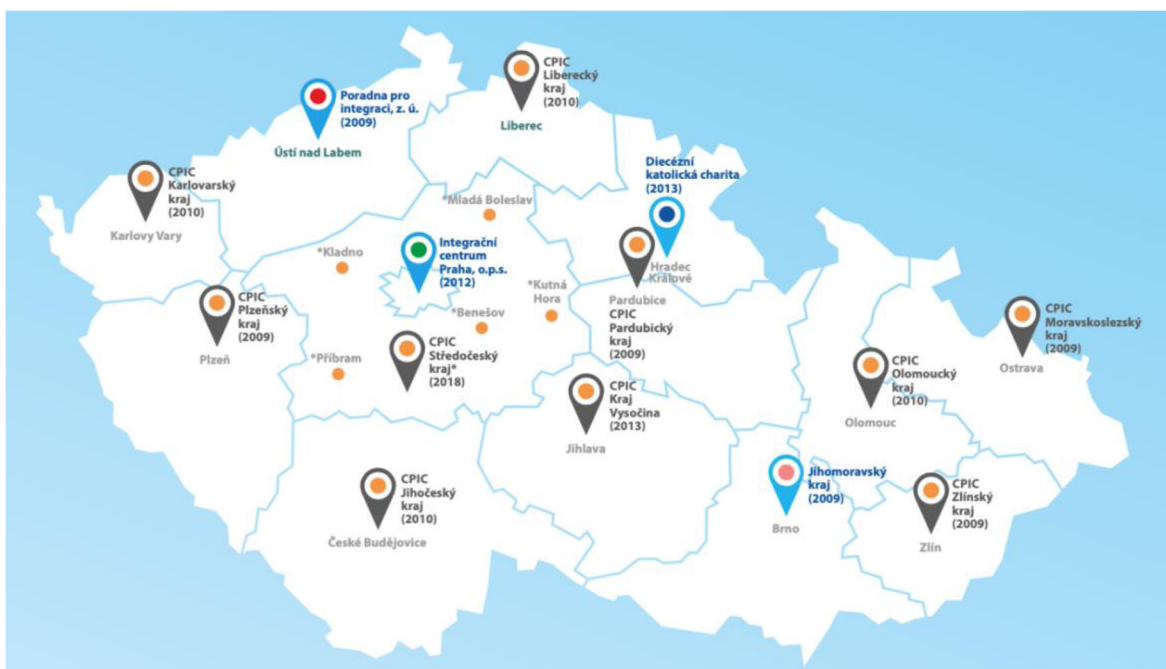 CPIC
Liberecký
kraj
(2010)
Liberec
Poradna pro
integraci, z. ú.
(2009)
Ústí nad Labem
CPIC
Karlovarský
kraj
(2010)
Karlovy Vary
Diecézní
katolická charita
(2013)
Hradec
Králové
*Mladá Boleslav
*Kladno
Integrační
centrum
Praha, o.p.s.
(2012)
*Kutná
Hora
*Benešov
Pardubice
CPIC
Pardubický
kraj
(2009)
CPIC
Plzeňský
kraj
(2009)
Plzeň
*Příbram
CPIC
Středočeský
kraj*
(2018)
CPIC
Moravskoslezský
kraj
(2009)
Ostrava
CPIC
Olomoucký
kraj
(2010)
Olomouc
CPIC
Kraj
Vysočina
(2013)
Jihlava
CPIC
Jihočeský
kraj
(2010)
České Budějovice
Jihomoravský
kraj
(2009)
Brno
CPIC
Zlínský
kraj
(2009)
Zlín